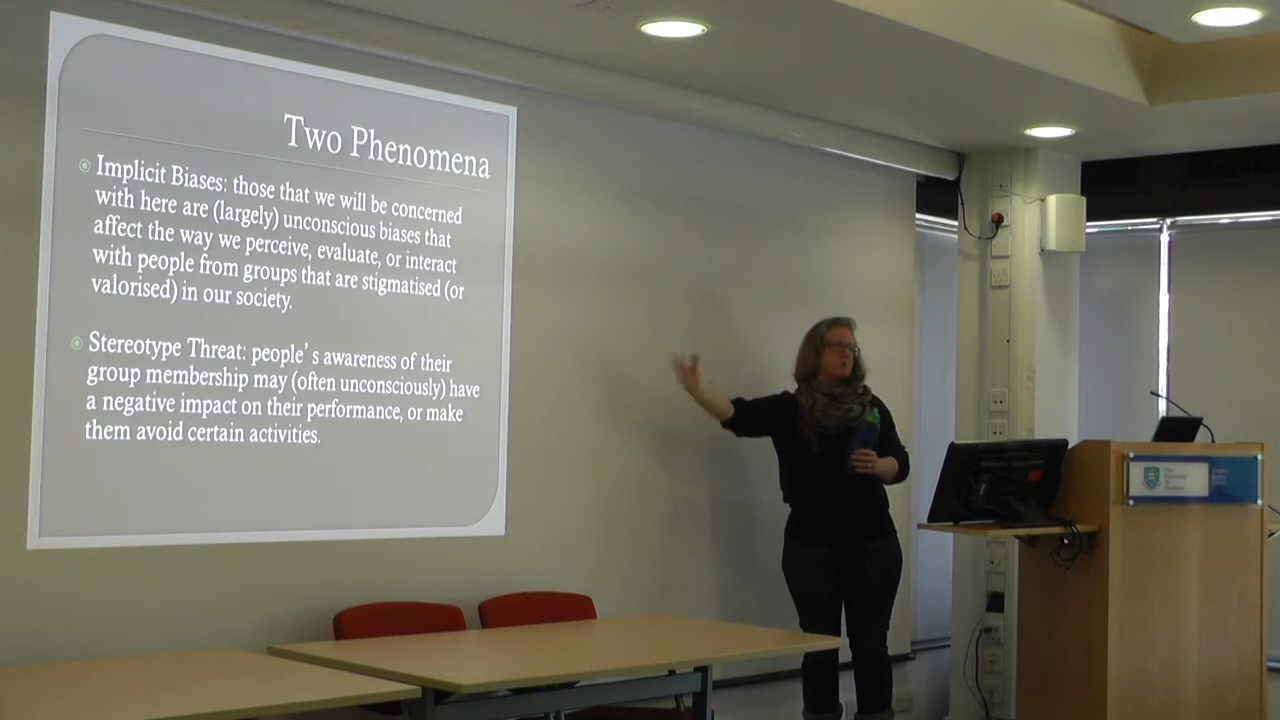 Two Phenomena
Implicit Biases: those that we will be concerned
with here are (largely) unconscious biases that
affect the way we perceive, evaluate, or interact
with people from groups that are stigmatised (or
valorised) in our society.
Stereotype Threat: people's awareness of their
group membership may (often unconsciously) have
a negative impact on their performance, or make
them avoid certain activities.